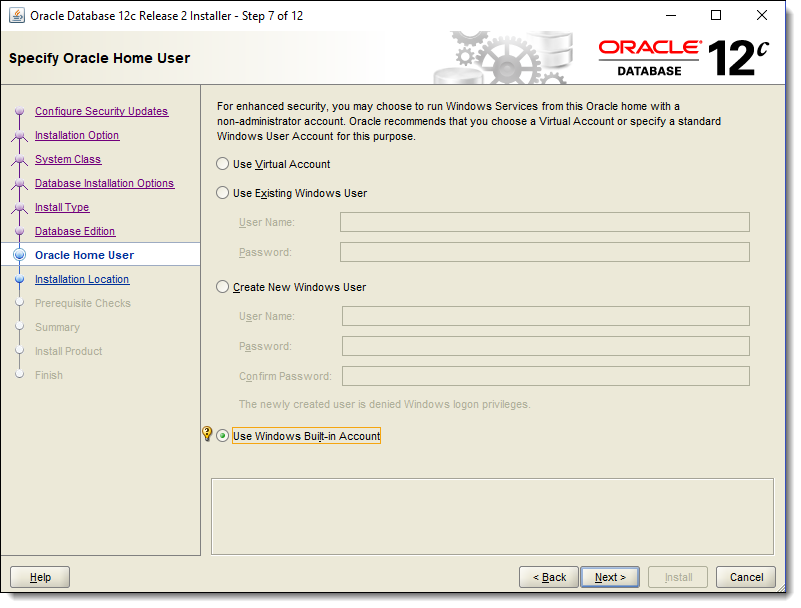 Oracle Database 12c Release 2 Installer - Step 7 of 12
Specify Oracle Home User
ORACLE®
DATABASE
12c
Configure Security Updates
Installation Option
System Class
Database Installation Options
Install Type
Database Edition
Oracle Home User
Installation Location
Prerequisite Checks
Summary
Install Product
Finish
For enhanced security, you may choose to run Windows Services from this Oracle home with a
non-administrator account. Oracle recommends that you choose a Virtual Account or specify a standard
Windows User Account for this purpose.
Use Virtual Account
Use Existing Windows User
User Name:
Password:
Create New Windows User
User Name:
Password:
Confirm Password:
The newly created user is denied Windows logon privileges.
Use Windows Built-in Account
Help
< Back
Next >
Install
Cancel